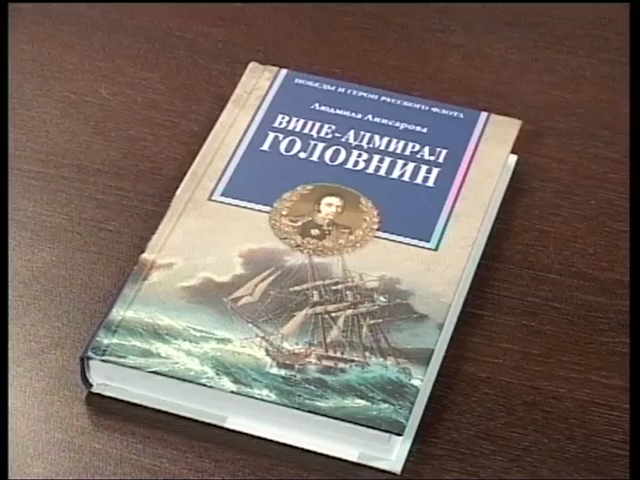 ПОБЕДЫ И ГЕРОИ РУССКОГО ФЛОТА
Людмила Анисарова
ВИЦЕ-АДМИРАЛ
ГОЛОВНИН